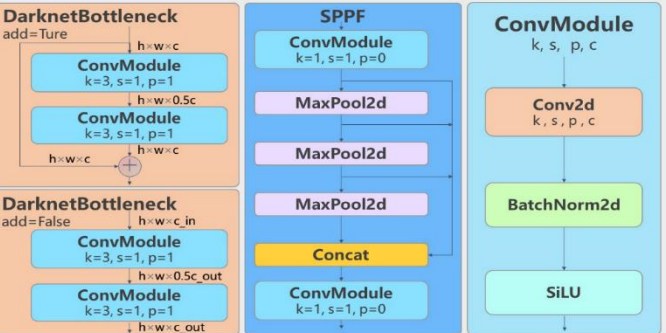 DarknetBottleneck
add=Ture
h×w×c
ConvModule
k=3, s=1, p=1
h×w×0.5c
ConvModule
k=3, s=1, p=1
h×w×c
h×w×c
+
DarknetBottleneck
add=False
h×w×c_in
ConvModule
k=3, s=1, p=1
h×w×0.5c_out
ConvModule
k=3, s=1, p=1
h×w×c_out
SPPF
ConvModule
k=1, s=1, p=0
MaxPool2d
MaxPool2d
MaxPool2d
Concat
ConvModule
k=1, s=1, p=0
ConvModule
k, s, p, c
Conv2d
k, s, p, c
BatchNorm2d
SiLU